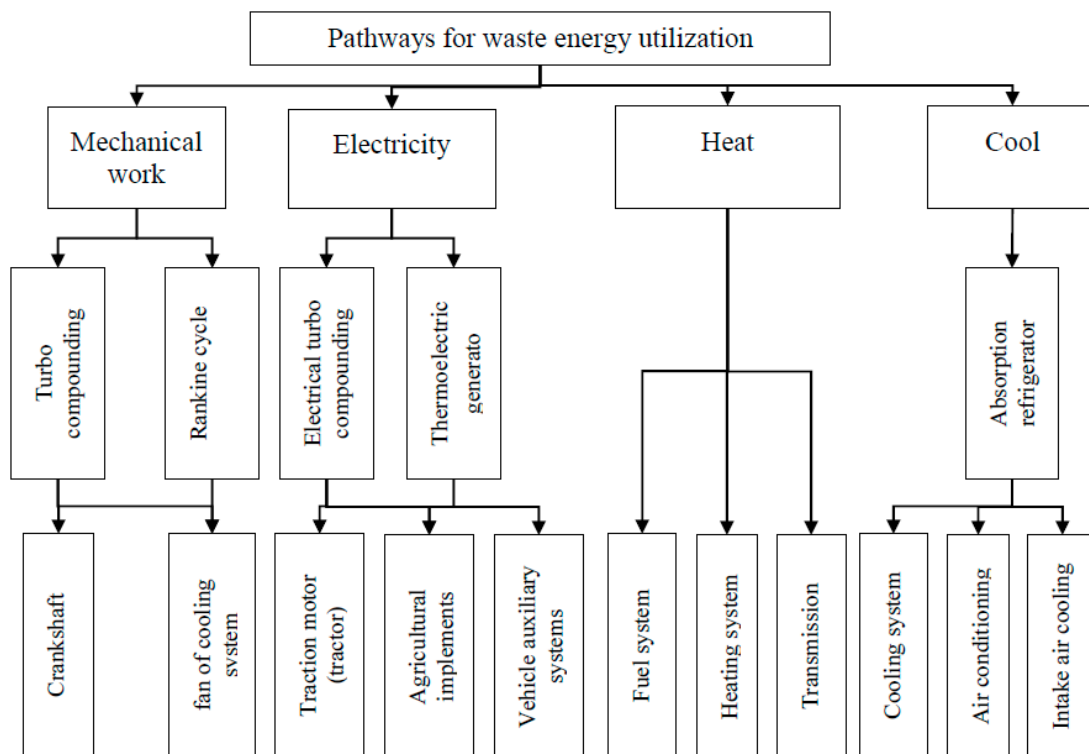 Pathways for waste energy utilization
Mechanical
work
Electricity
Heat
Cool
Turbo
compounding
Rankine cycle
Electrical turbo
compounding
Thermoelectric
generato
Absorption
refrigerator
Crankshaft
fan of cooling
system
Traction motor
(tractor)
Agricultural
implements
Vehicle auxiliary
systems
Fuel system
Heating system
Transmission
Cooling system
Air conditioning
Intake air cooling